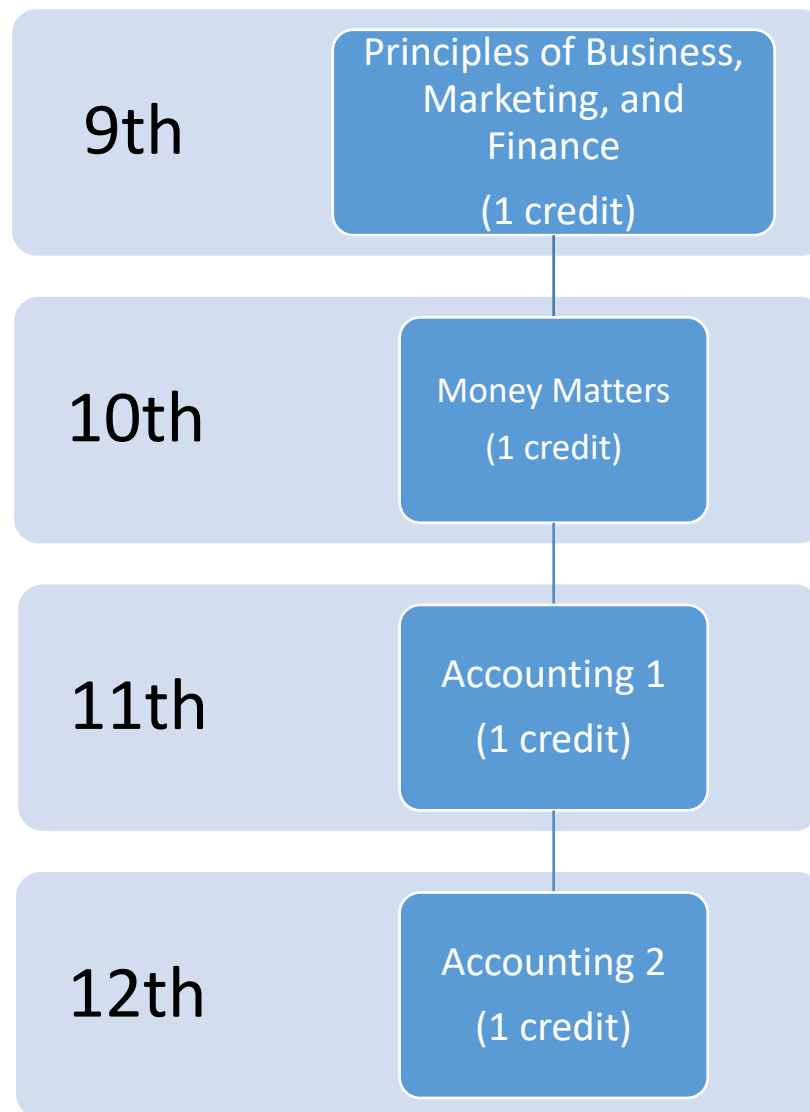 9th
Principles of Business,
Marketing, and
Finance
(1 credit)
10th
Money Matters
(1 credit)
11th
Accounting 1
(1 credit)
12th
Accounting 2
(1 credit)